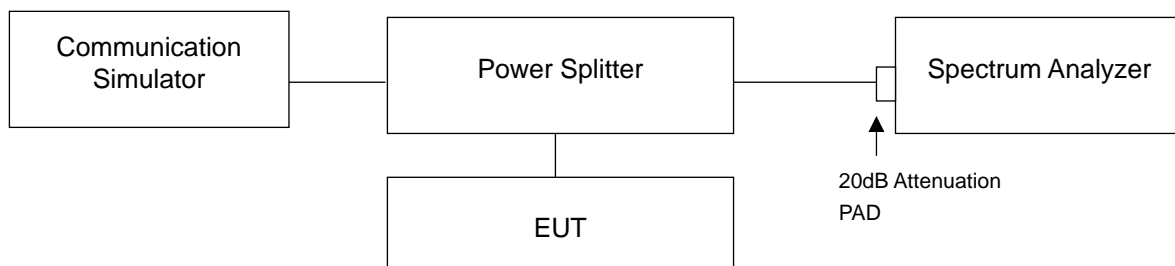 Communication
Simulator
Power Splitter
Spectrum Analyzer
20dB Attenuation
PAD
EUT